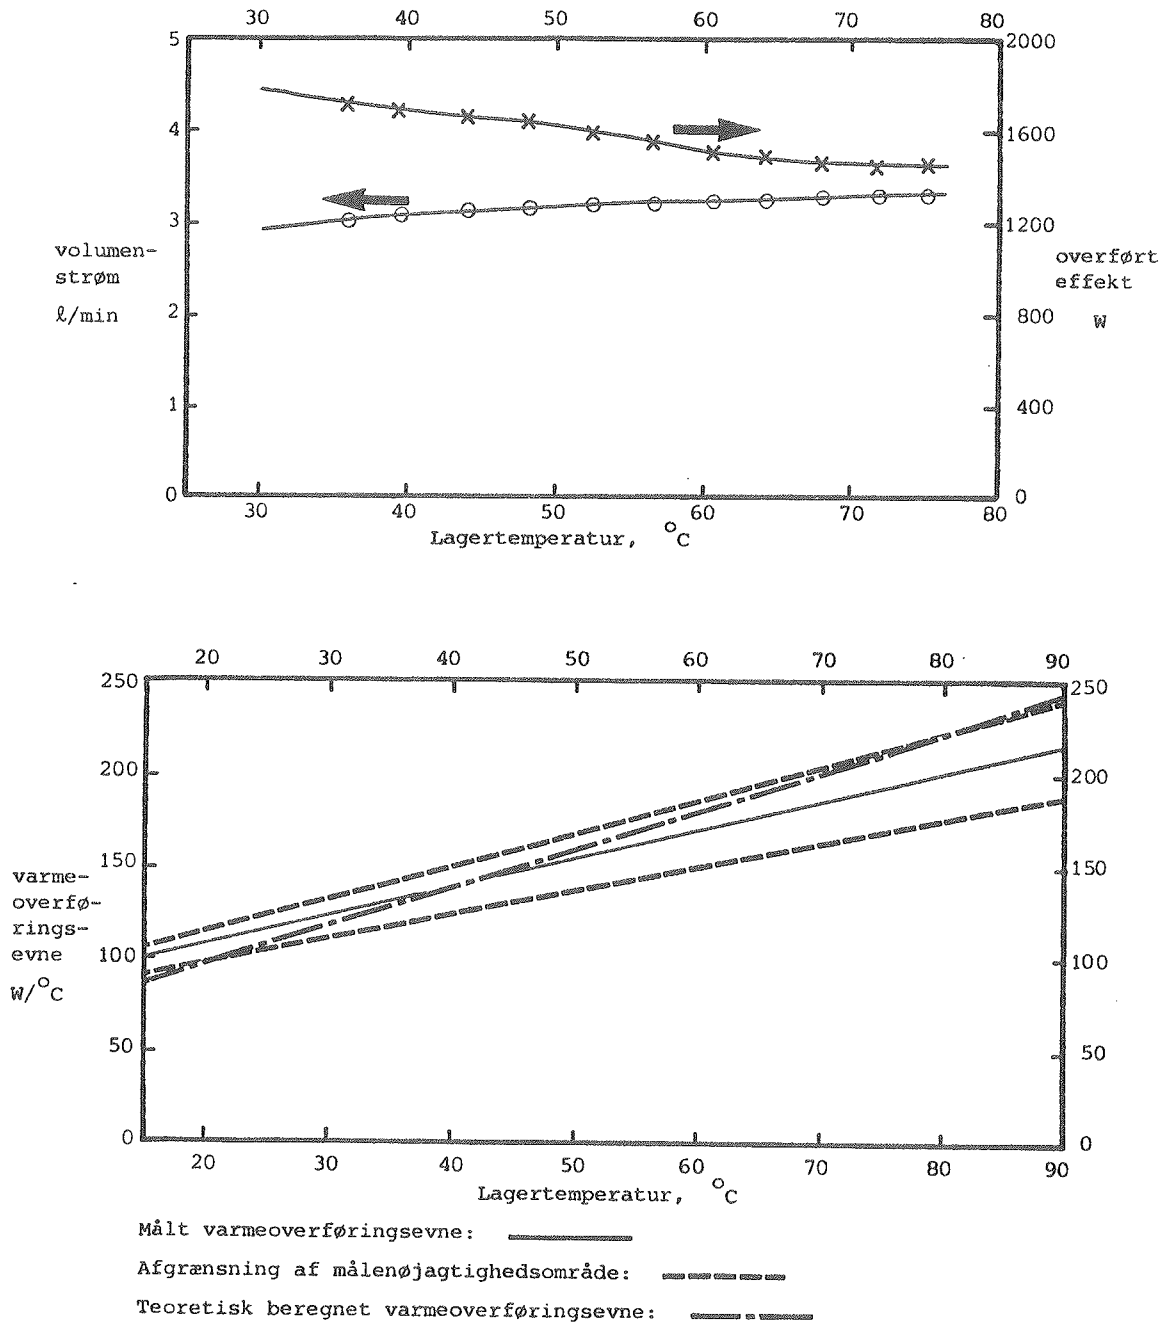 30 40 50 60 70 80
5 2000
4 1600
3 1200
volumen-
strøm
ℓ/min
overført
effekt
W
2 800
1 400
0 0
30 40 50 60 70 80
Lagertemperatur, °C
20 30 40 50 60 70 80 90
250 250
200 200
150 150
varme-
overfø-
rings-
evne
W/°C
100 100
50 50
0 0
20 30 40 50 60 70 80 90
Lagertemperatur, °C
Målt varmeoverføringsevne:
Afgrænsning af målenøjagtighedsområde:
Teoretisk beregnet varmeoverføringsevne: